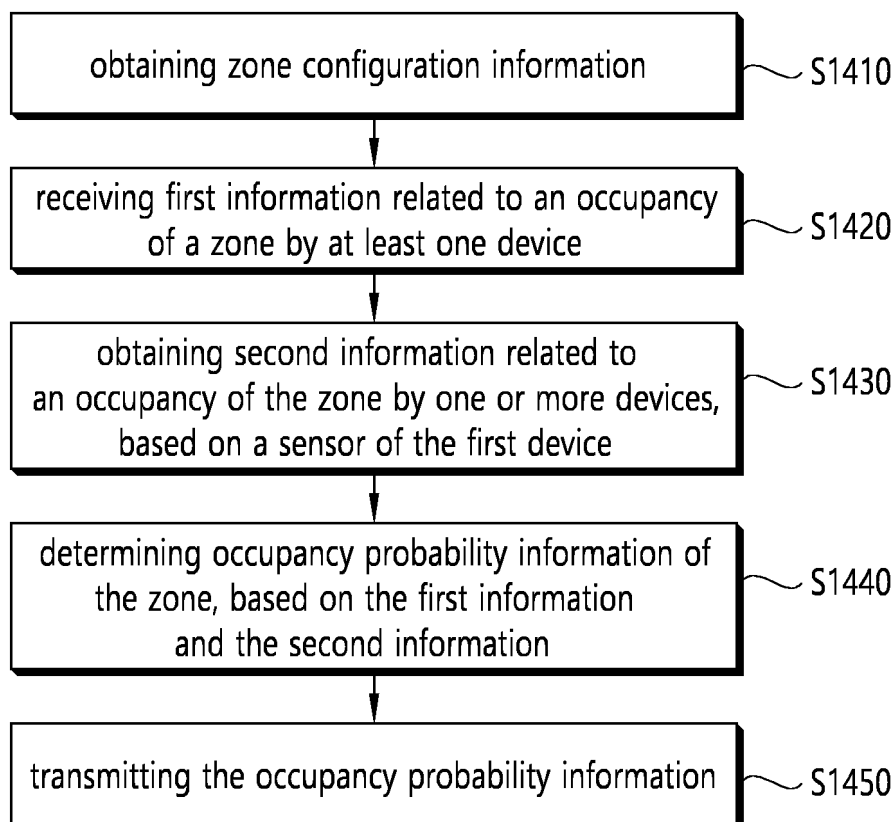 obtaining zone configuration information
S1410
receiving first information related to an occupancy
of a zone by at least one device
S1420
obtaining second information related to
an occupancy of the zone by one or more devices,
based on a sensor of the first device
S1430
determining occupancy probability information of
the zone, based on the first information
and the second information
S1440
transmitting the occupancy probability information
S1450